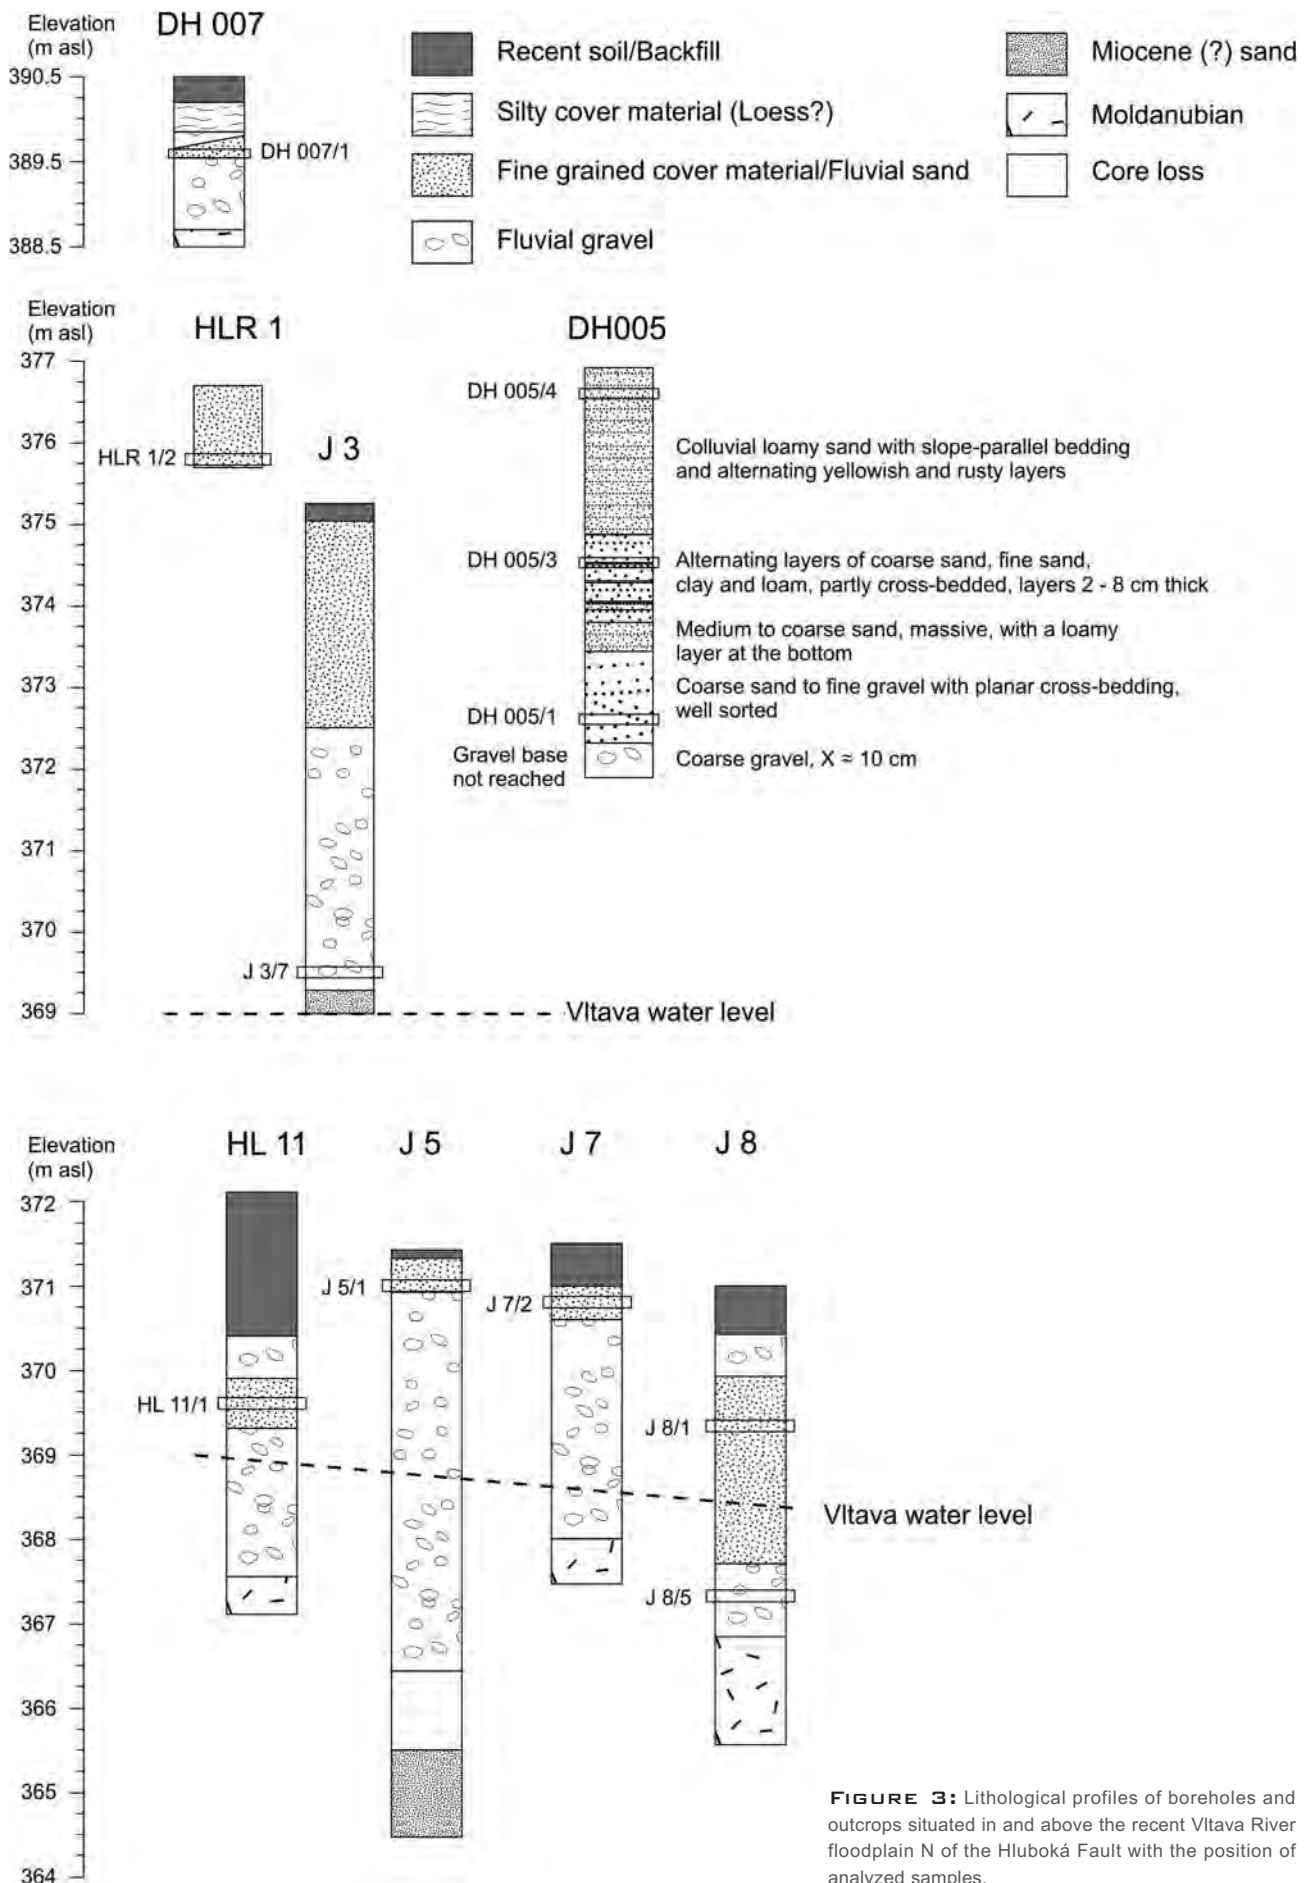 Elevation
(m asl)
DH 007
390.5
389.5
388.5
DH 007/1
Recent soil/Backfill
Silty cover material (Loess?)
Fine grained cover material/Fluvial sand
Fluvial gravel
Miocene (?) sand
Moldanubian
Core loss
Elevation
(m asl)
HLR 1
DH005
377
376
375
374
373
372
371
370
369
HLR 1/2
J 3
J 3/7
DH 005/4
DH 005/3
DH 005/1
Gravel base
not reached
Colluvial loamy sand with slope-parallel bedding
and alternating yellowish and rusty layers
Alternating layers of coarse sand, fine sand,
clay and loam, partly cross-bedded, layers 2 - 8 cm thick
Medium to coarse sand, massive, with a loamy
layer at the bottom
Coarse sand to fine gravel with planar cross-bedding,
well sorted
Coarse gravel, X ≈ 10 cm
Vltava water level
Elevation
(m asl)
HL 11
J 5
J 7
J 8
372
371
370
369
368
367
366
365
364
HL 11/1
J 5/1
J 7/2
J 8/1
J 8/5
Vltava water level
FIGURE 3: Lithological profiles of boreholes and
outcrops situated in and above the recent Vltava River
floodplain N of the Hluboká Fault with the position of
analyzed samples.